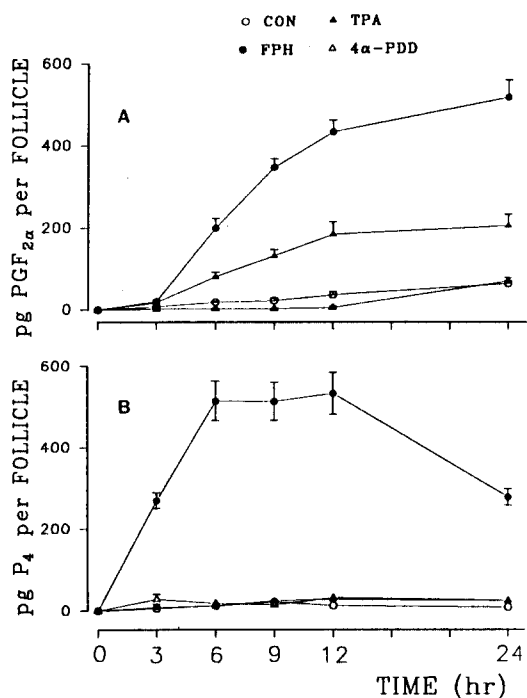 ○ CON ▲ TPA
● FPH △ 4α-PDD
pg PGF2α per FOLLICLE
600
400
200
0
A
pg P4 per FOLLICLE
600
400
200
0
B
0 3 6 9 12 24
TIME (hr)